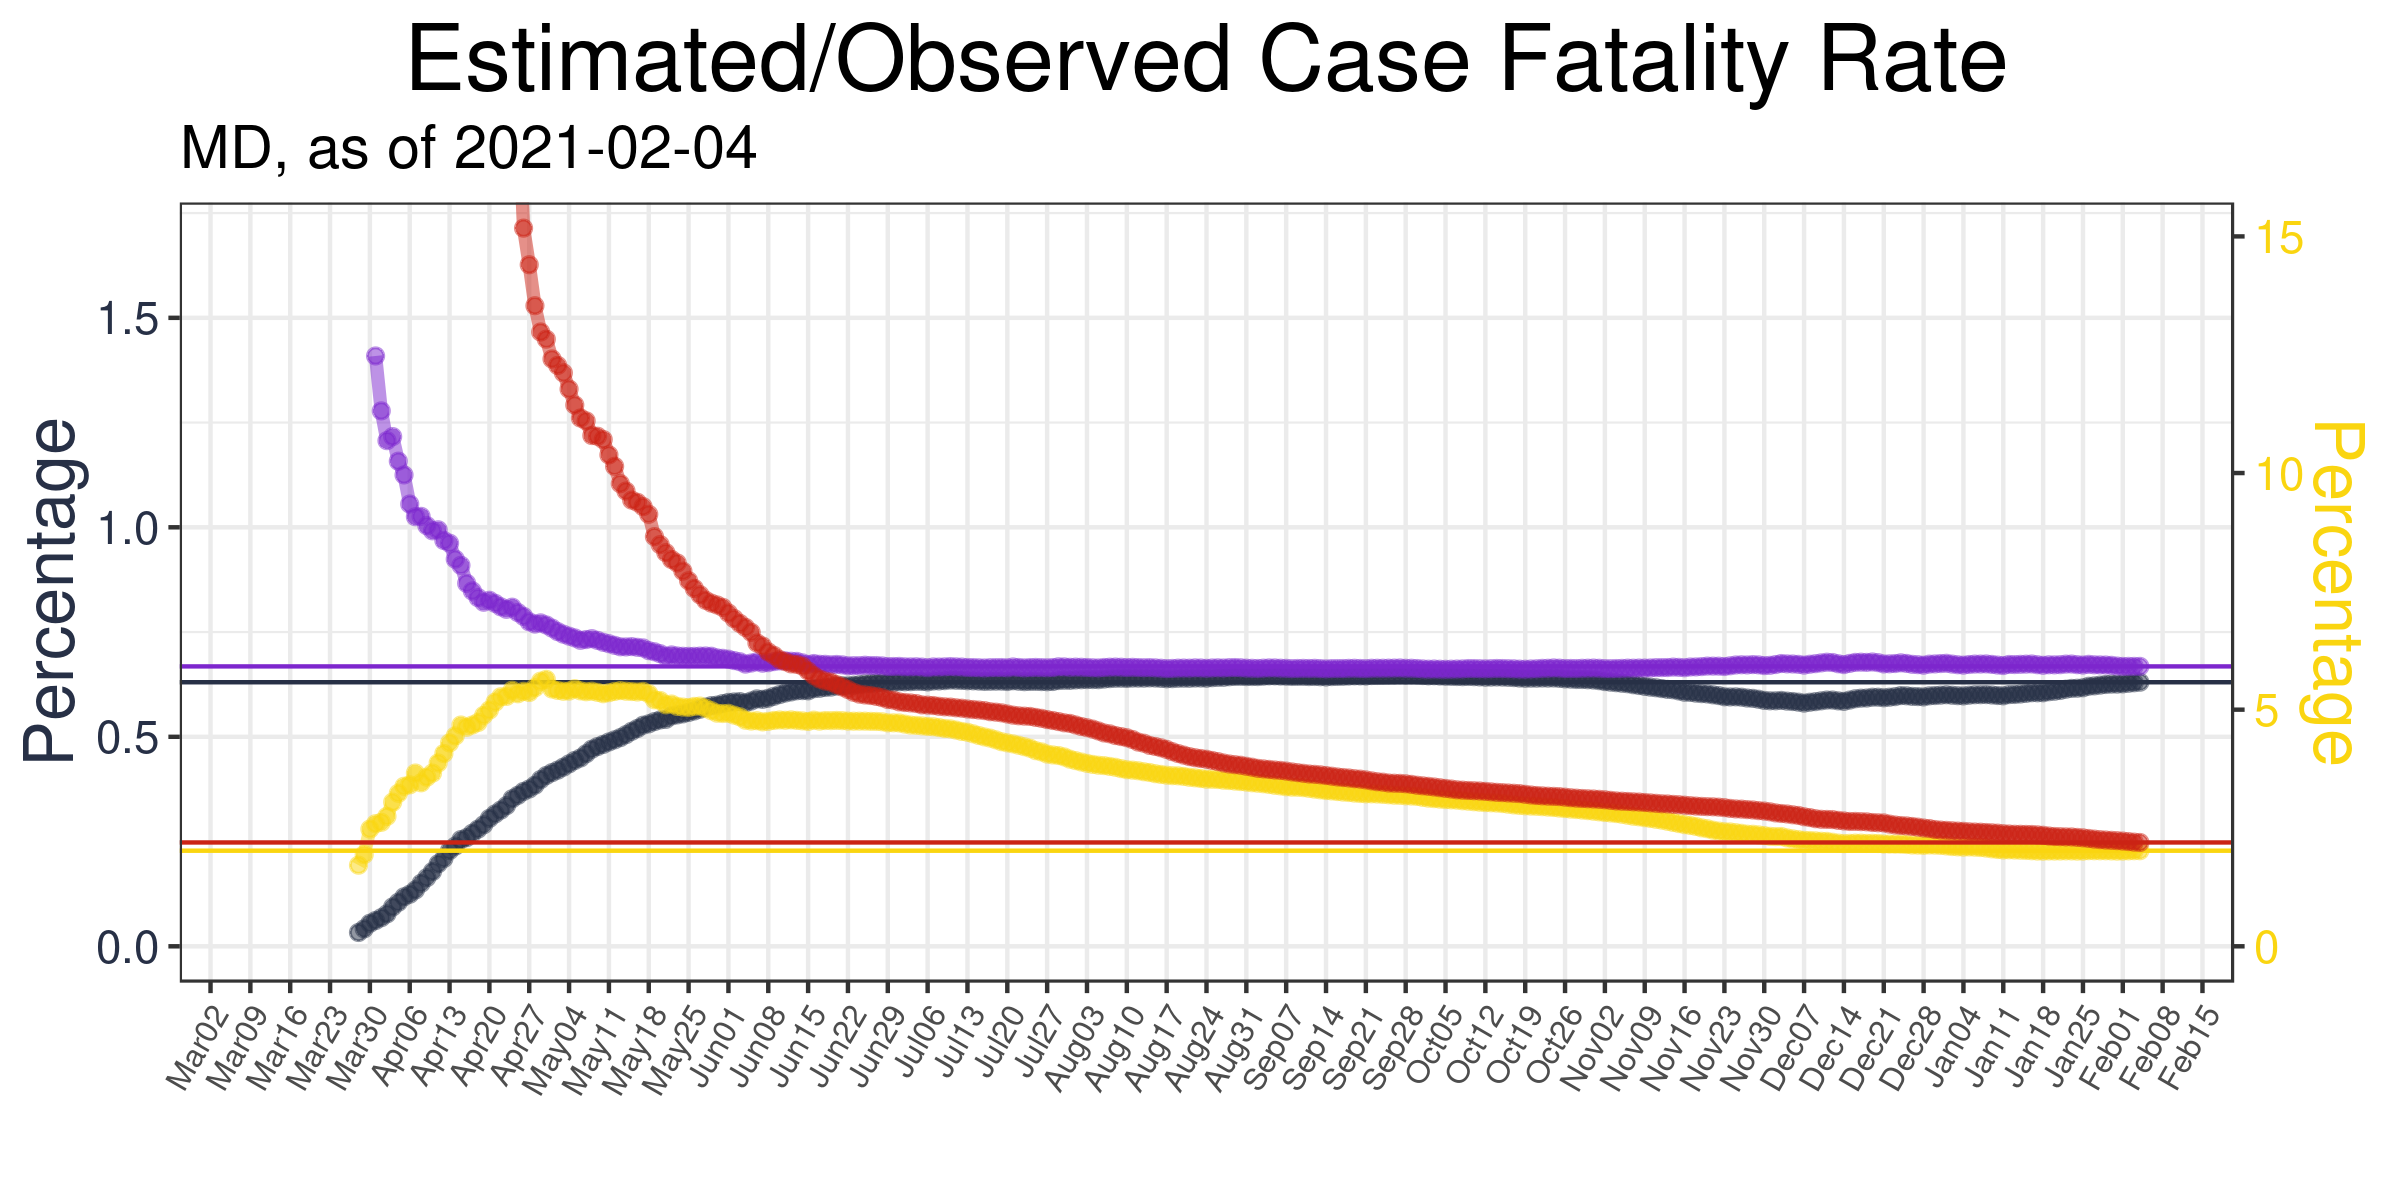 Estimated/Observed Case Fatality Rate
MD, as of 2021-02-04
Percentage
1.5
1.0
0.5
0.0
15
10
5
0
Percentage
Mar02
Mar09
Mar16
Mar23
Mar30
Apr06
Apr13
Apr20
Apr27
May04
May11
May18
May25
Jun01
Jun08
Jun15
Jun22
Jun29
Jul06
Jul13
Jul20
Jul27
Aug03
Aug10
Aug17
Aug24
Aug31
Sep07
Sep14
Sep21
Sep28
Oct05
Oct12
Oct19
Oct26
Nov02
Nov09
Nov16
Nov23
Nov30
Dec07
Dec14
Dec21
Dec28
Jan04
Jan11
Jan18
Jan25
Feb01
Feb08
Feb15